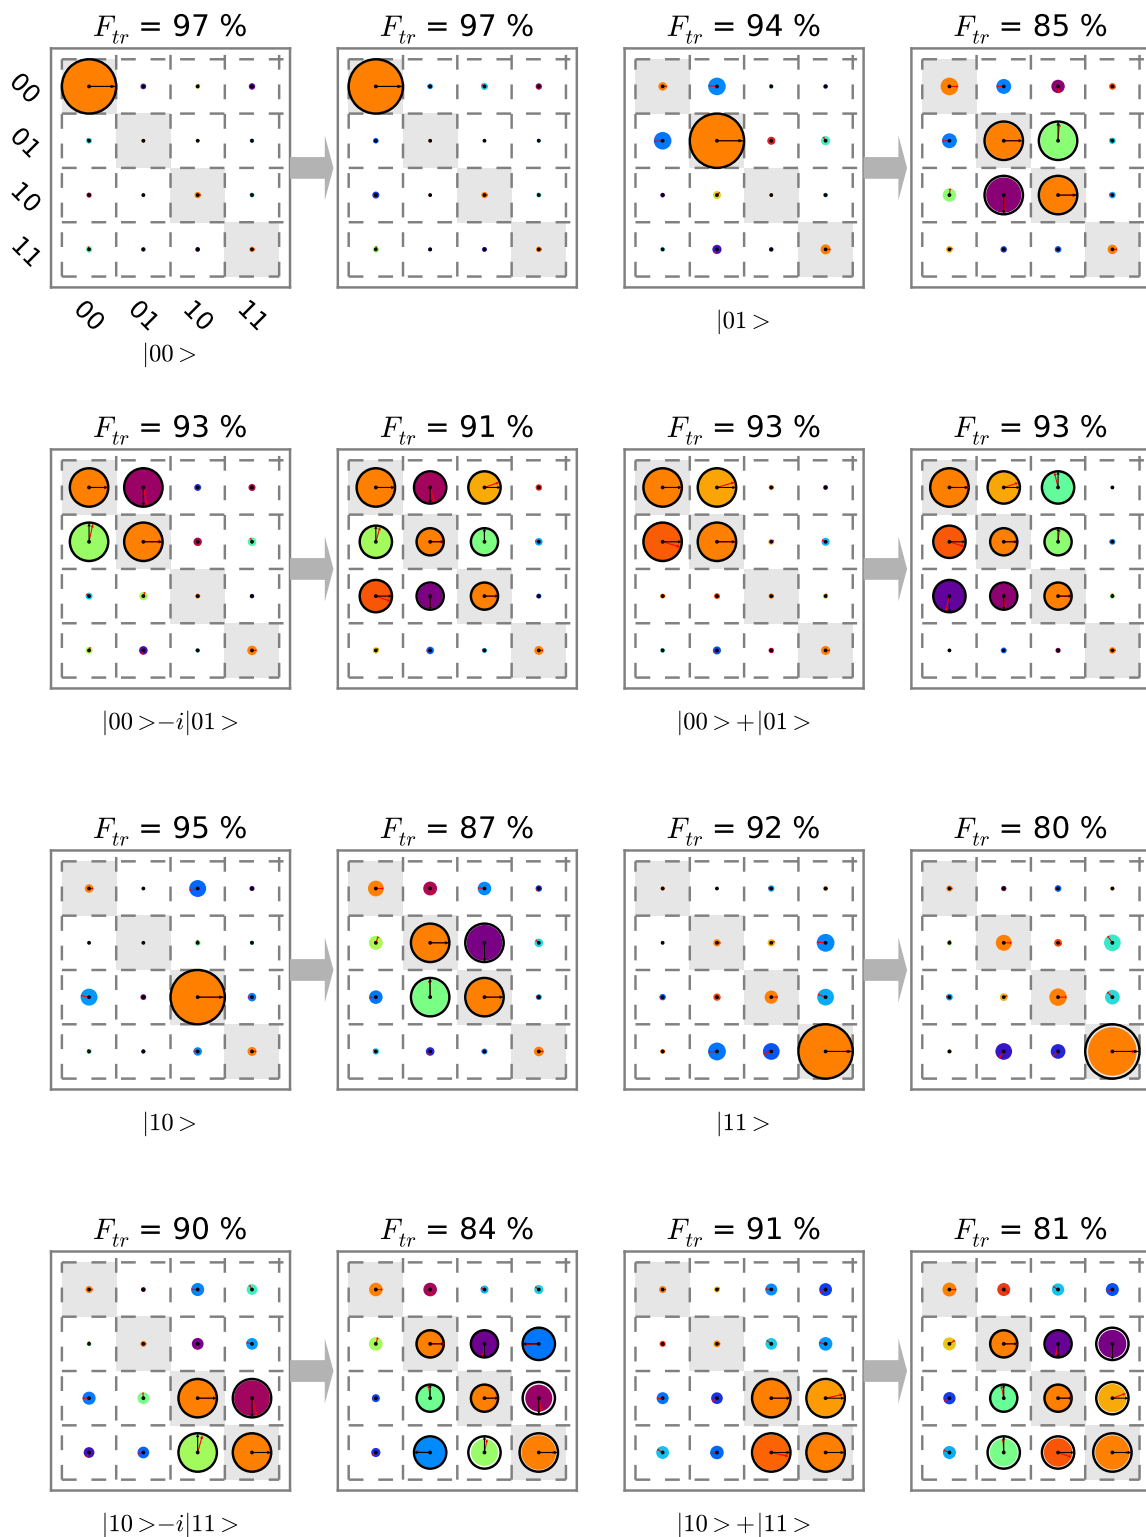 F_tr = 97 % F_tr = 97 % F_tr = 94 % F_tr = 85 %
00
01
10
11
00 01 10 11
|01>
|00>
F_tr = 93 % F_tr = 91 % F_tr = 93 % F_tr = 93 %
|00>−i|01> |00>+|01>
F_tr = 95 % F_tr = 87 % F_tr = 92 % F_tr = 80 %
|10> |11>
F_tr = 90 % F_tr = 84 % F_tr = 91 % F_tr = 81 %
|10>−i|11> |10>+|11>